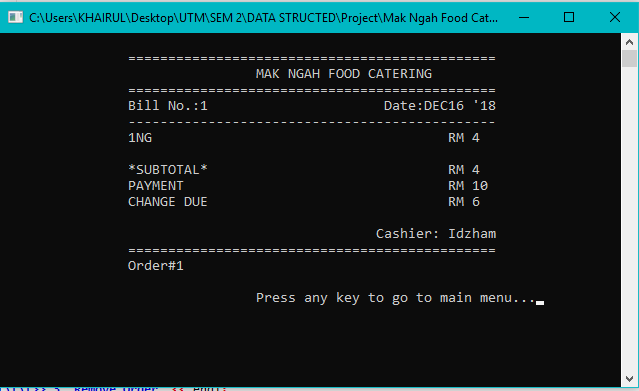 C:\Users\KHAIRUL\Desktop\UTM\SEM 2\DATA STRUCTED\Project\Mak Ngah Food Cat...
==============================================
MAK NGAH FOOD CATERING
==============================================
Bill No.:1 Date:DEC16 '18
----------------------------------------------
1NG RM 4
*SUBTOTAL* RM 4
PAYMENT RM 10
CHANGE DUE RM 6
Cashier: Idzham
==============================================
Order#1
Press any key to go to main menu...